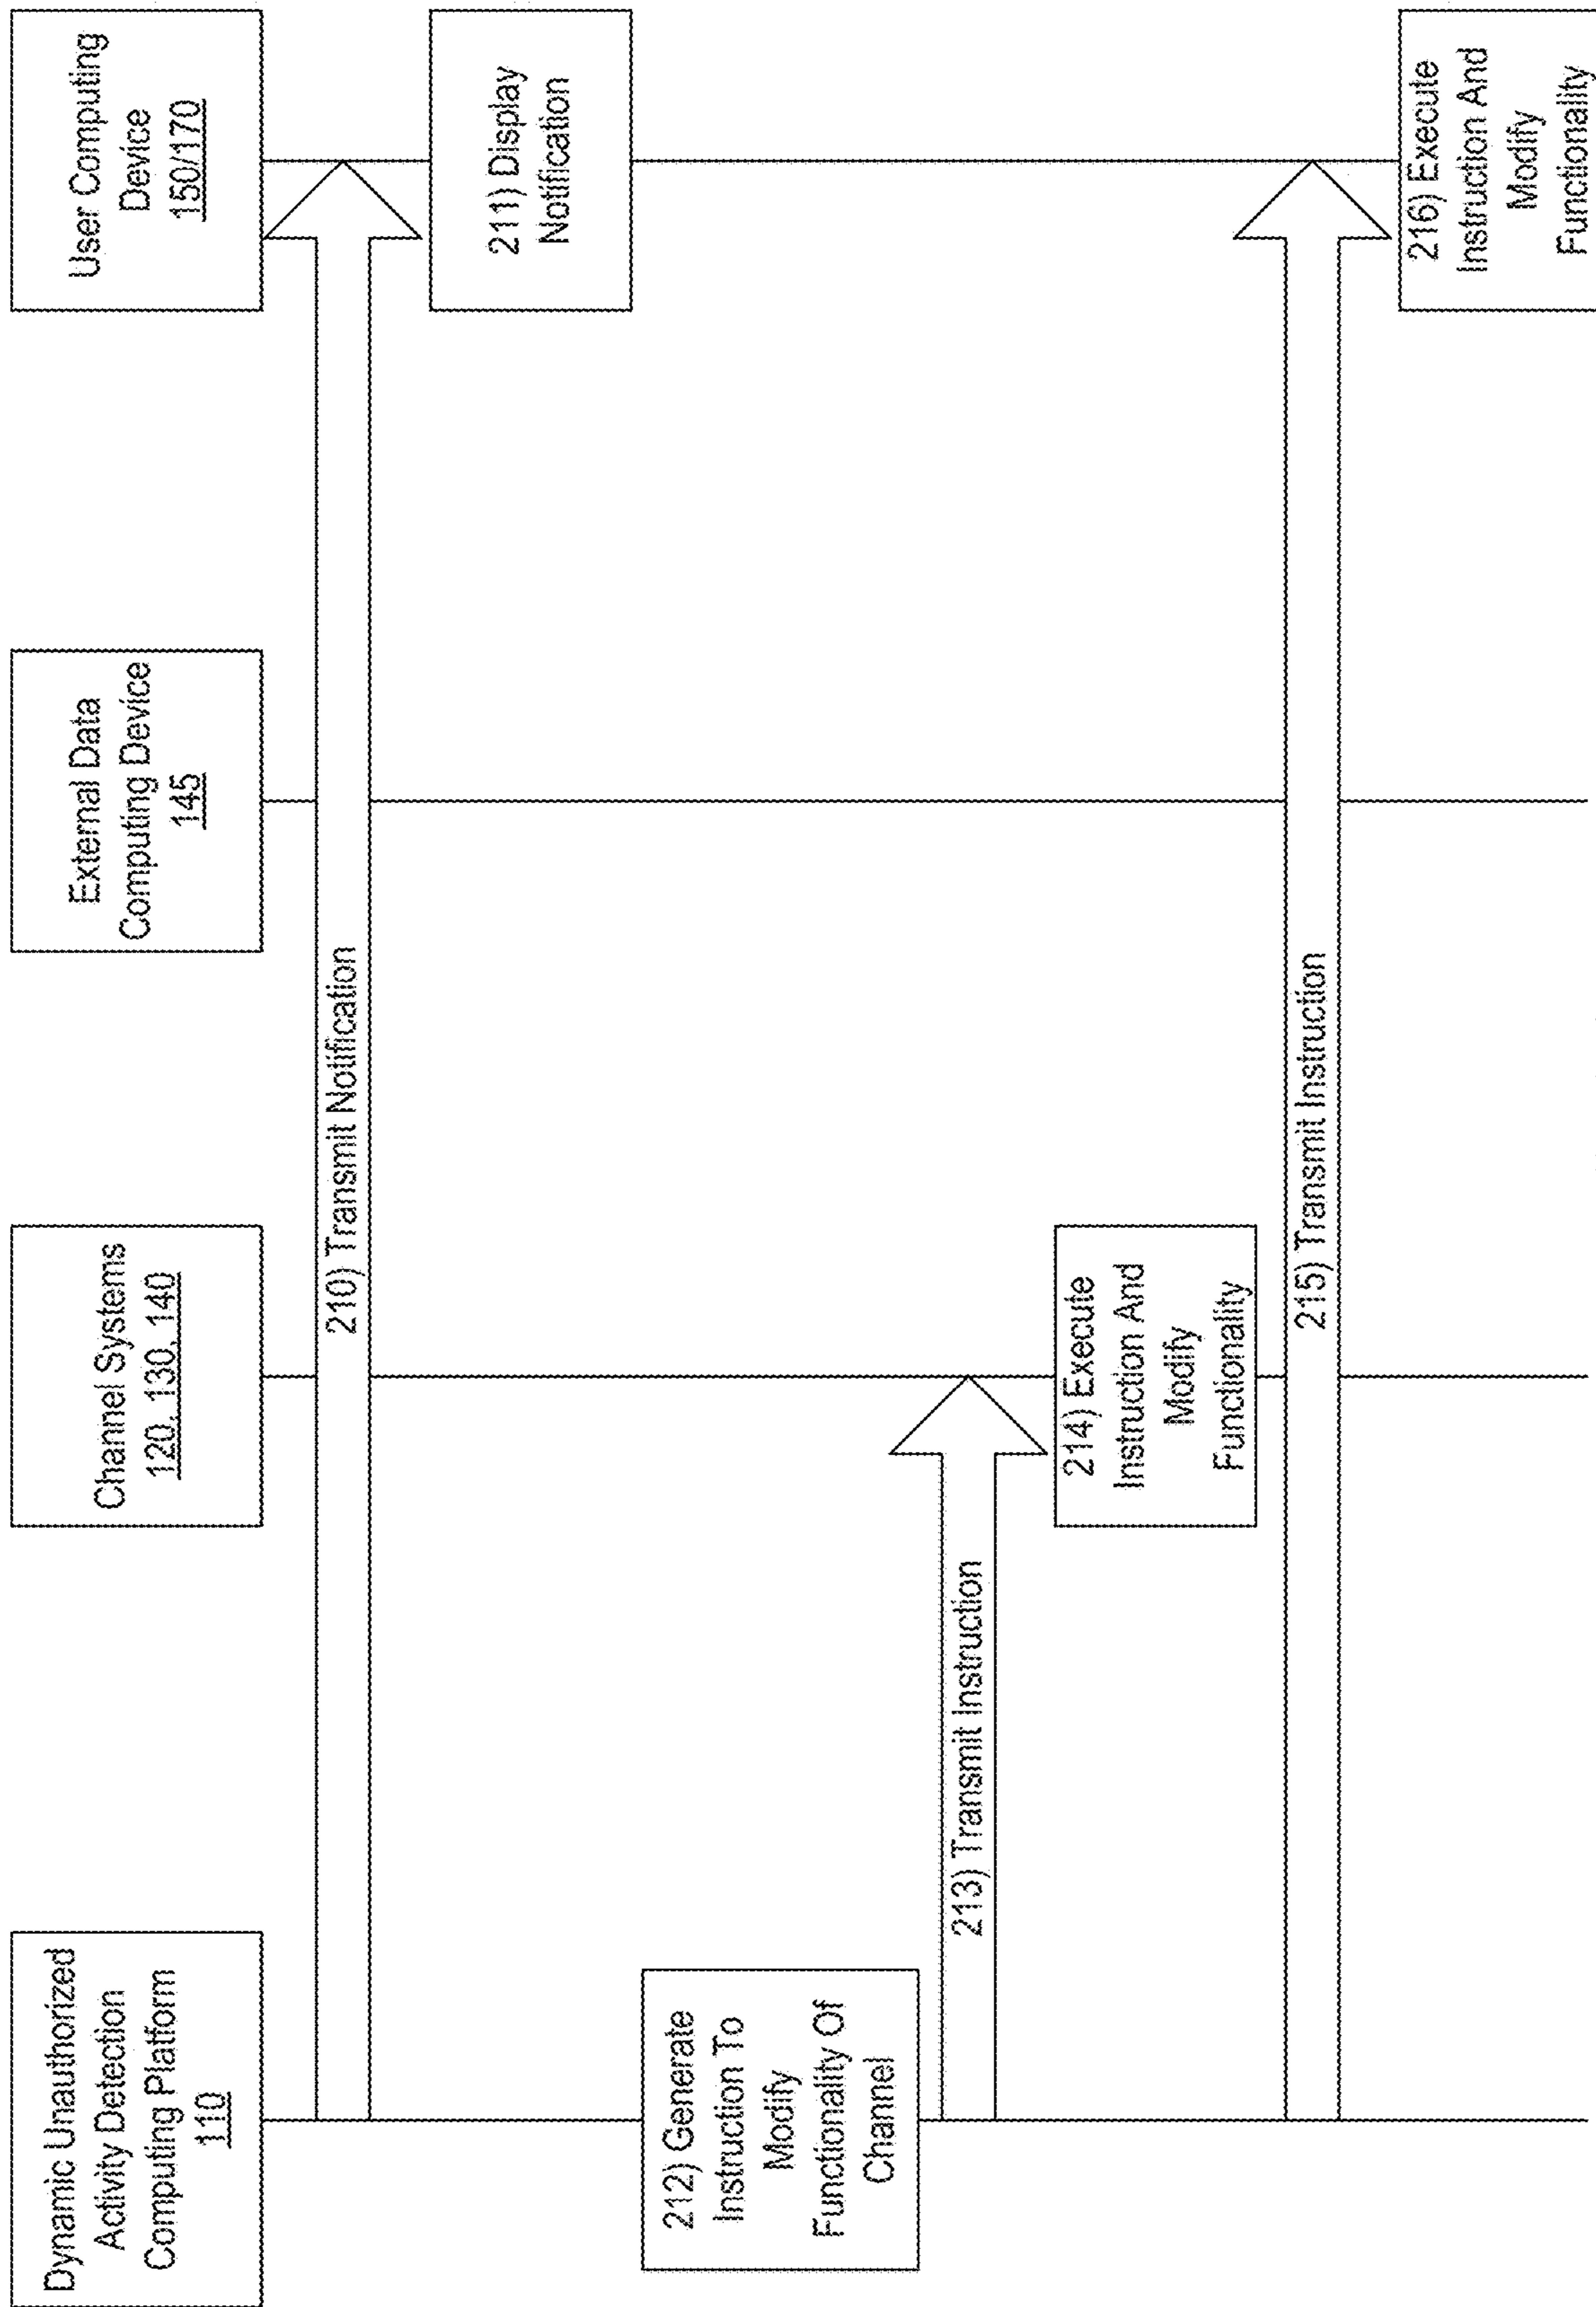 Dynamic Unauthorized
Activity Detection
Computing Platform
110
Channel Systems
120, 130, 140
External Data
Computing Device
145
User Computing
Device
150/170
210) Transmit Notification
211) Display
Notification
212) Generate
Instruction To
Modify
Functionality Of
Channel
213) Transmit Instruction
214) Execute
Instruction And
Modify
Functionality
215) Transmit Instruction
216) Execute
Instruction And
Modify
Functionality